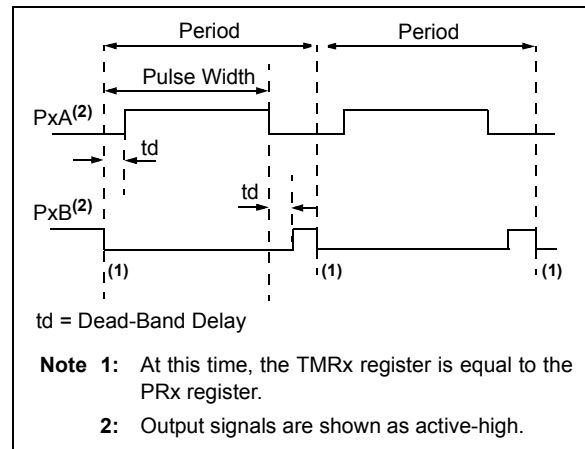 Period Period
Pulse Width
PxA(2)
td
td
PxB(2)
(1) (1) (1)
td = Dead-Band Delay
Note 1: At this time, the TMRx register is equal to the
PRx register.
2: Output signals are shown as active-high.